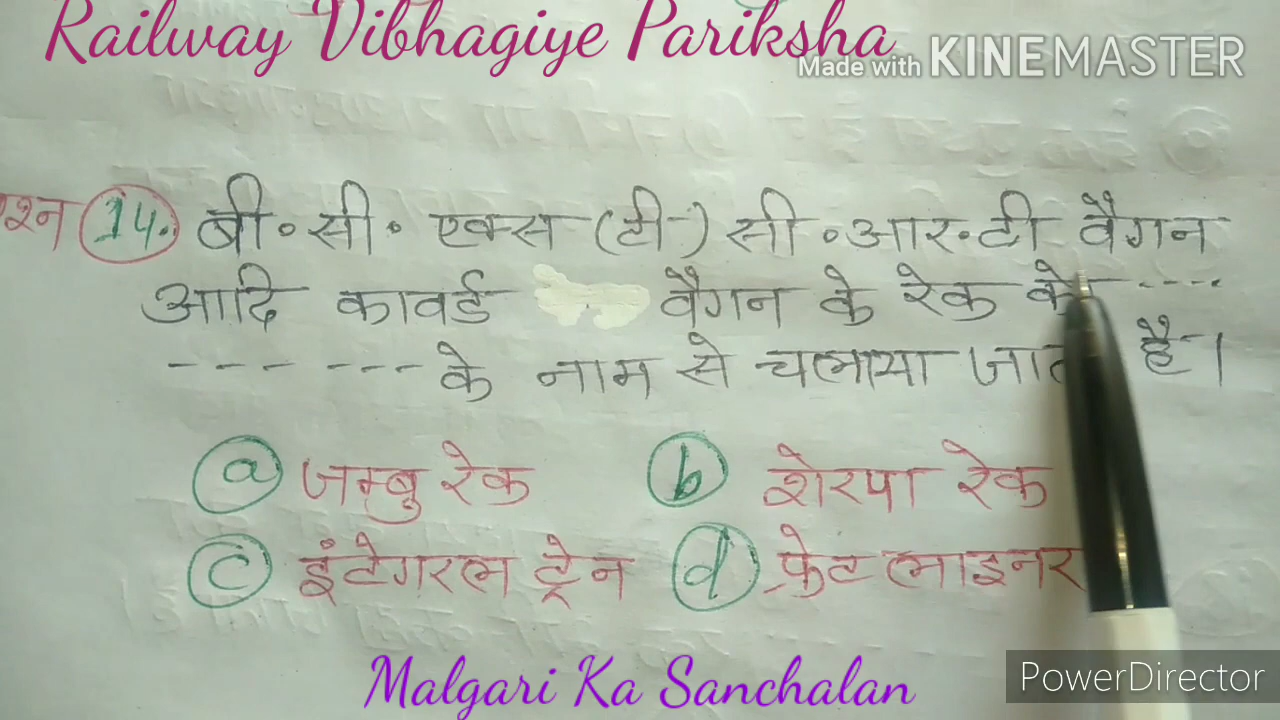 Railway Vibhagiye Pariksha
Made with KINEMASTER
प्रश्न 14. बी॰सी॰ एक्स (टी) सी॰आर॰टी वैगन
आदि कावर्ड वैगन के रेक को ----
---- --- के नाम से चलाया जाता है।
a जम्बु रेक b शेरपा रेक
c इंटेगरल ट्रेन d फ्रेट लाइनर
Malgari Ka Sanchalan
PowerDirector